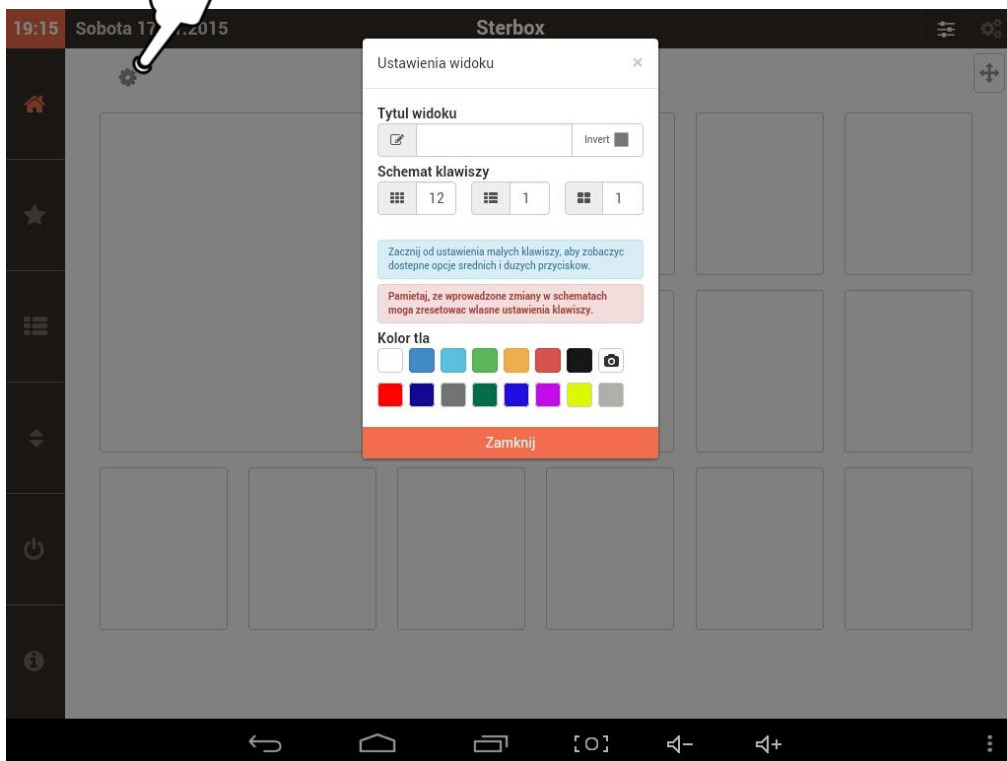 19:15 Sobota 17 .2015 Sterbox
Ustawienia widoku ×
Tytul widoku
Invert
Schemat klawiszy
12 1 1
Zacznij od ustawienia malych klawiszy, aby zobaczyc
dostepne opcje srednich i duzych przyciskow.
Pamietaj, ze wprowadzone zmiany w schematach
moga zresetowac wlasne ustawienia klawiszy.
Kolor tla
Zamknij